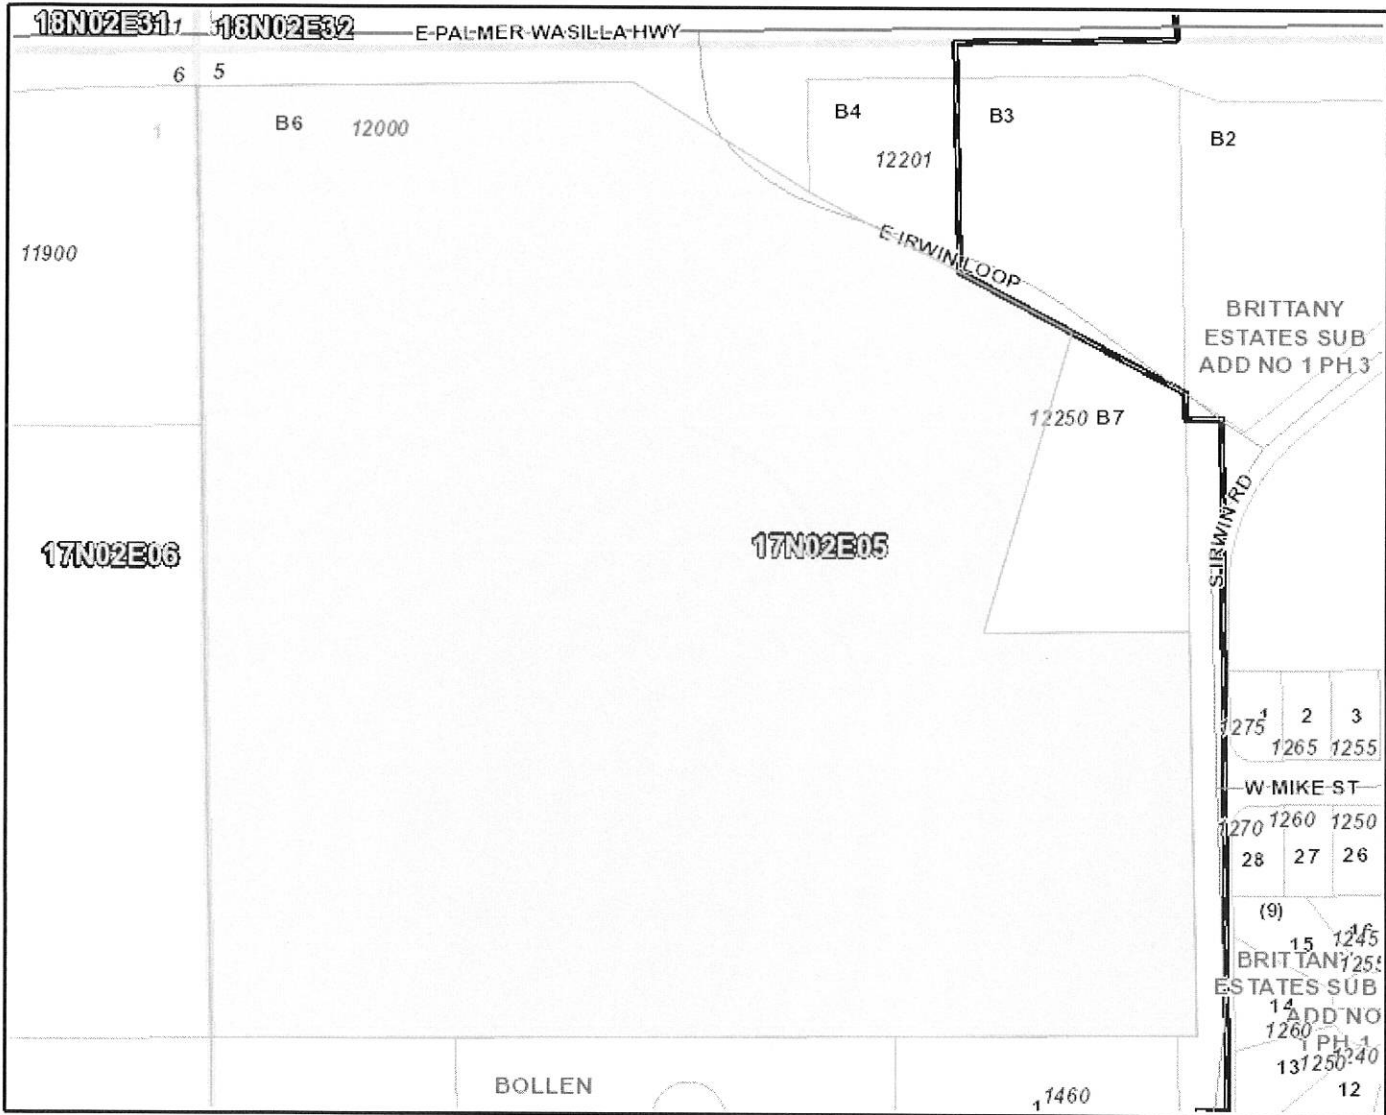 18N02E31
18N02E32
E PALMER-WASILLA HWY
6 5
1
B6 12000
B4
12201
B3
B2
11900
E IRWIN LOOP
BRITTANY
ESTATES SUB
ADD NO 1 PH 3
12250 B7
17N02E06
17N02E05
S IRWIN RD
1 2 3
1275 1265 1255
W MIKE ST
1270 1260 1250
28 27 26
(9)
15 16
1245
BRITTANY
1255
ESTATES SUB
14 ADD NO
1260
1 PH 1
13 1250 1240
12
BOLLEN
1 1460